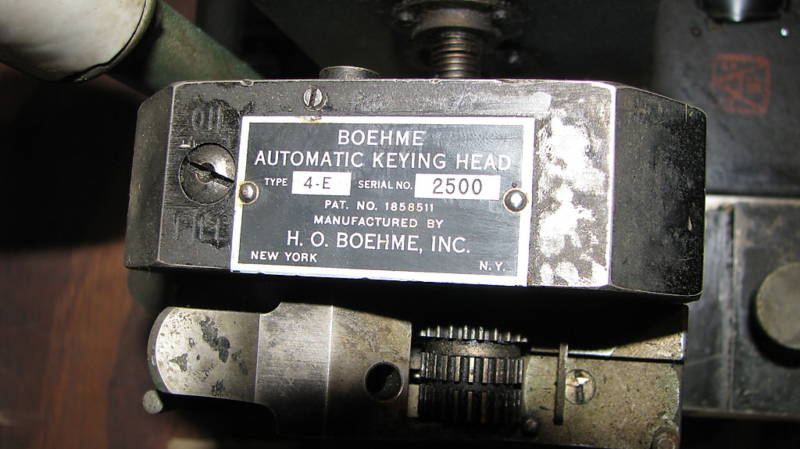 OIL
FILL
BOEHME
AUTOMATIC KEYING HEAD
TYPE 4-E SERIAL NO. 2500
PAT. NO. 1858511
MANUFACTURED BY
H. O. BOEHME, INC.
NEW YORK N.Y.